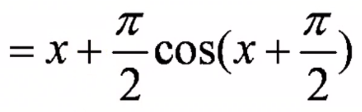 = x + π/2 cos(x + π/2)